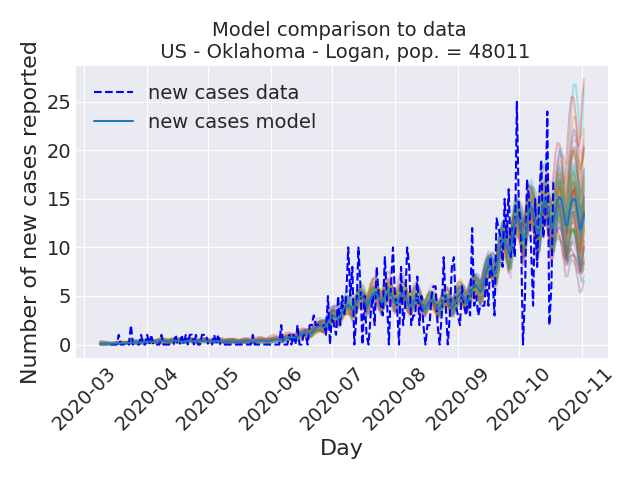 Model comparison to data
US - Oklahoma - Logan, pop. = 48011
Number of new cases reported
25
20
15
10
5
0
new cases data
new cases model
2020-03
2020-04
2020-05
2020-06
2020-07
2020-08
2020-09
2020-10
2020-11
Day